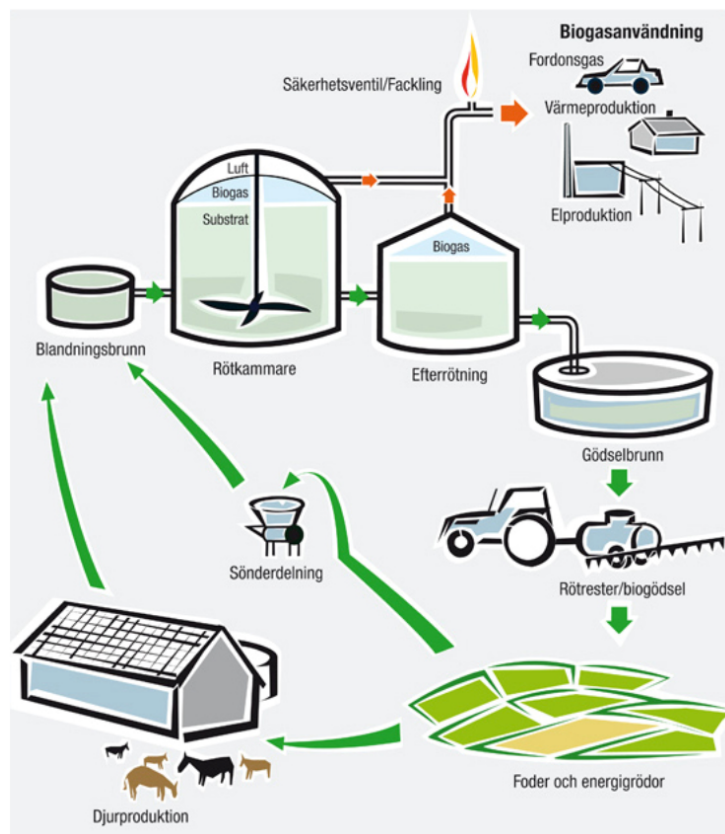 Biogasanvändning
Fordonsgas
Säkerhetsventil/Fackling
Värmeproduktion
Luft
Biogas
Substrat
Elproduktion
Biogas
Blandningsbrunn
Rötkammare
Efterrötning
Gödselbrunn
Sönderdelning
Rötrester/biogödsel
Foder och energigrödor
Djurproduktion